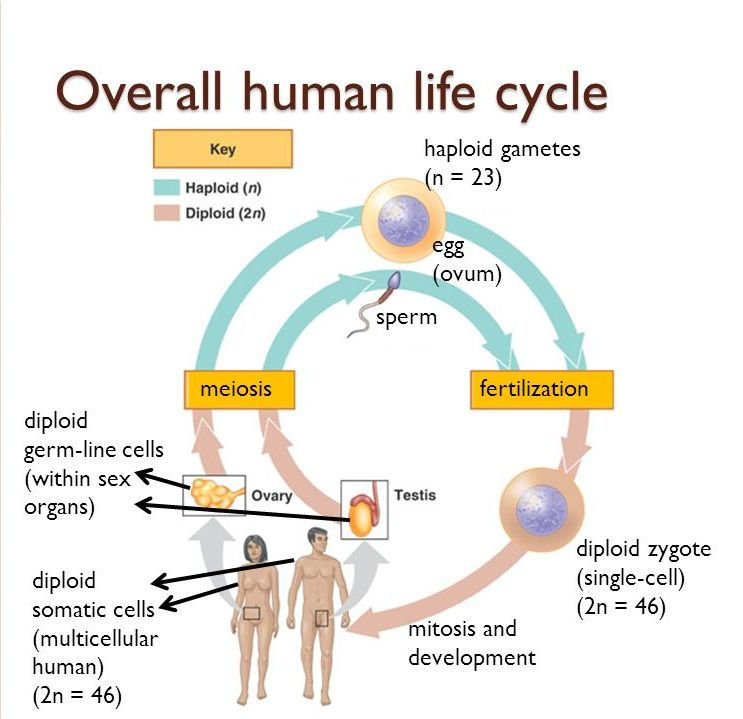 Overall human life cycle
Key
Haploid (n)
Diploid (2n)
haploid gametes
(n = 23)
egg
(ovum)
sperm
meiosis
fertilization
diploid
germ-line cells
(within sex
organs)
Ovary
Testis
diploid zygote
(single-cell)
(2n = 46)
diploid
somatic cells
(multicellular
human)
(2n = 46)
mitosis and
development